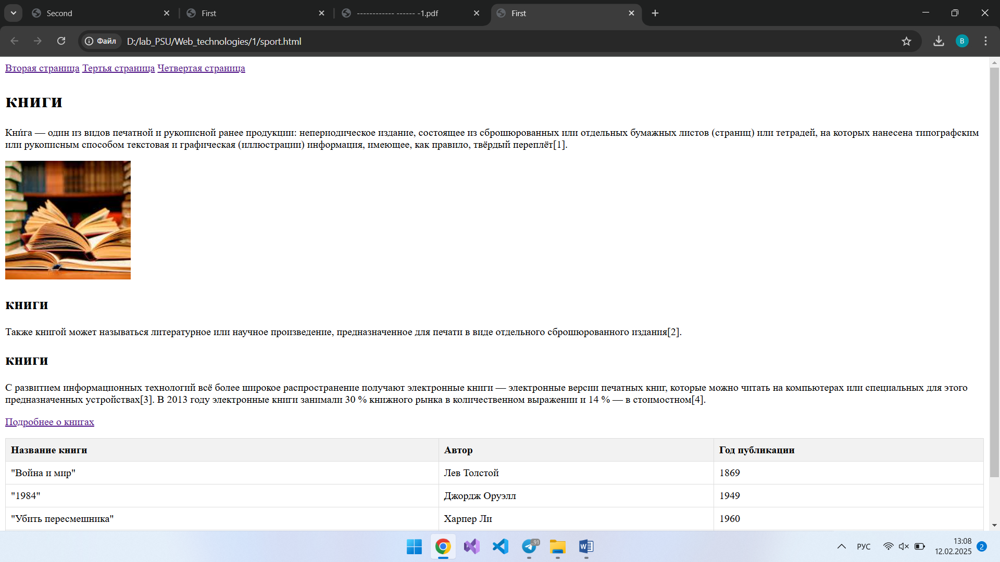 Second
First
------------ ------ -1.pdf
First
Файл
D:/lab_PSU/Web_technologies/1/sport.html
B
Вторая страница Тертья страница Четвертая страница
книги
Кни́га — один из видов печатной и рукописной ранее продукции: непериодическое издание, состоящее из сброшюрованных или отдельных бумажных листов (страниц) или тетрадей, на которых нанесена типографским
или рукописным способом текстовая и графическая (иллюстрации) информация, имеющее, как правило, твёрдый переплёт[1].
книги
Также книгой может называться литературное или научное произведение, предназначенное для печати в виде отдельного сброшюрованного издания[2].
книги
С развитием информационных технологий всё более широкое распространение получают электронные книги — электронные версии печатных книг, которые можно читать на компьютерах или специальных для этого
предназначенных устройствах[3]. В 2013 году электронные книги занимали 30 % книжного рынка в количественном выражении и 14 % — в стоимостном[4].
Подробнее о книгах
Название книги Автор Год публикации
"Война и мир" Лев Толстой 1869
"1984" Джордж Оруэлл 1949
"Убить пересмешника" Харпер Ли 1960
.91
W
РУС
13:08
12.02.2025
2